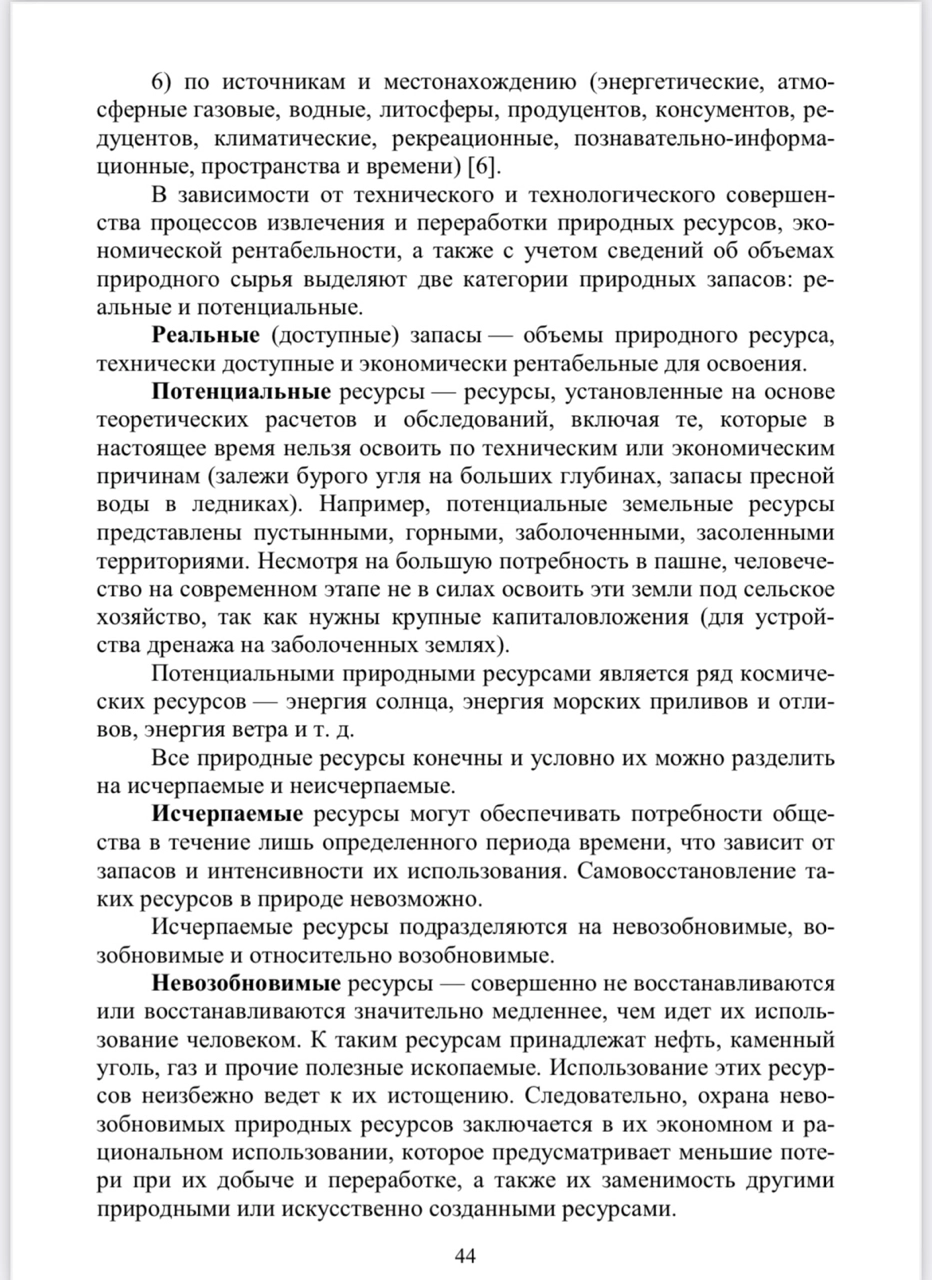 6) по источникам и местонахождению (энергетические, атмо-
сферные газовые, водные, литосферы, продуцентов, консументов, ре-
дуцентов, климатические, рекреационные, познавательно-информа-
ционные, пространства и времени) [6].
В зависимости от технического и технологического совершен-
ства процессов извлечения и переработки природных ресурсов, эко-
номической рентабельности, а также с учетом сведений об объемах
природного сырья выделяют две категории природных запасов: ре-
альные и потенциальные.
Реальные (доступные) запасы — объемы природного ресурса,
технически доступные и экономически рентабельные для освоения.
Потенциальные ресурсы — ресурсы, установленные на основе
теоретических расчетов и обследований, включая те, которые в
настоящее время нельзя освоить по техническим или экономическим
причинам (залежи бурого угля на больших глубинах, запасы пресной
воды в ледниках). Например, потенциальные земельные ресурсы
представлены пустынными, горными, заболоченными, засоленными
территориями. Несмотря на большую потребность в пашне, человече-
ство на современном этапе не в силах освоить эти земли под сельское
хозяйство, так как нужны крупные капиталовложения (для устрой-
ства дренажа на заболоченных землях).
Потенциальными природными ресурсами является ряд космиче-
ских ресурсов — энергия солнца, энергия морских приливов и отли-
вов, энергия ветра и т. д.
Все природные ресурсы конечны и условно их можно разделить
на исчерпаемые и неисчерпаемые.
Исчерпаемые ресурсы могут обеспечивать потребности обще-
ства в течение лишь определенного периода времени, что зависит от
запасов и интенсивности их использования. Самовосстановление та-
ких ресурсов в природе невозможно.
Исчерпаемые ресурсы подразделяются на невозобновимые, во-
зобновимые и относительно возобновимые.
Невозобновимые ресурсы — совершенно не восстанавливаются
или восстанавливаются значительно медленнее, чем идет их исполь-
зование человеком. К таким ресурсам принадлежат нефть, каменный
уголь, газ и прочие полезные ископаемые. Использование этих ресур-
сов неизбежно ведет к их истощению. Следовательно, охрана нево-
зобновимых природных ресурсов заключается в их экономном и ра-
циональном использовании, которое предусматривает меньшие поте-
ри при их добыче и переработке, а также их заменимость другими
природными или искусственно созданными ресурсами.
44